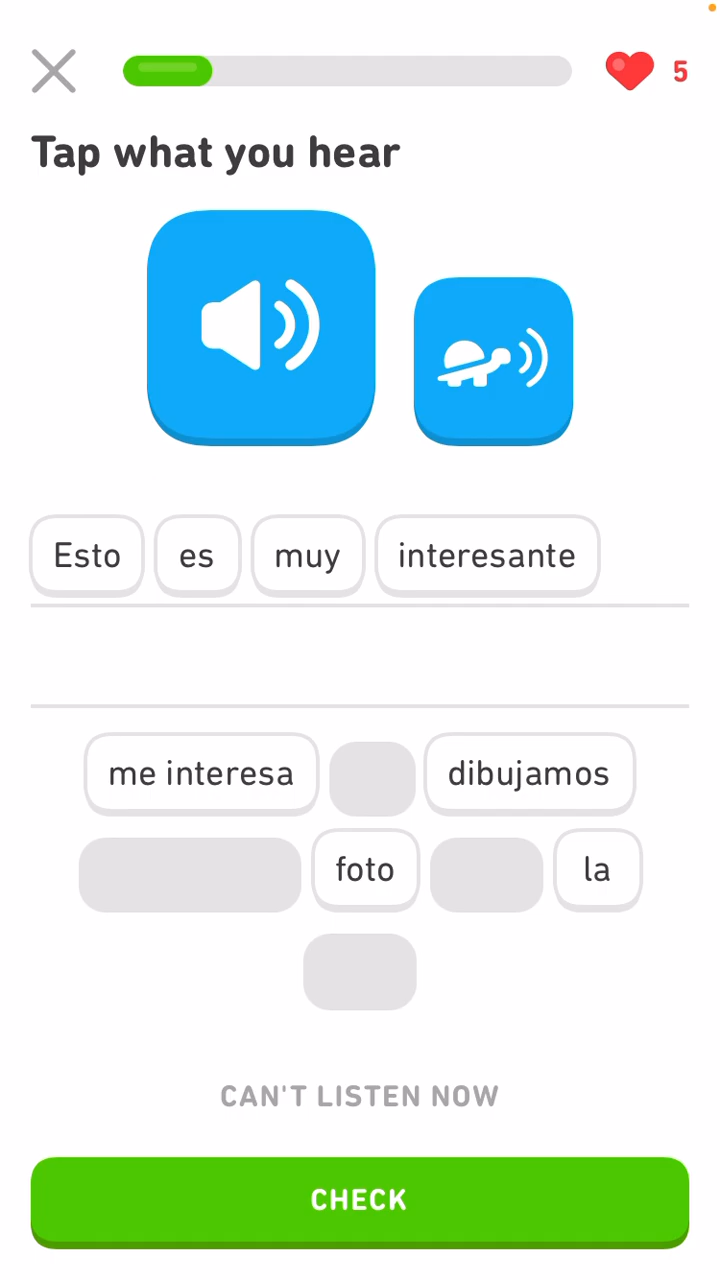 5
Tap what you hear
Esto es muy interesante
me interesa dibujamos
foto la
CAN'T LISTEN NOW
CHECK